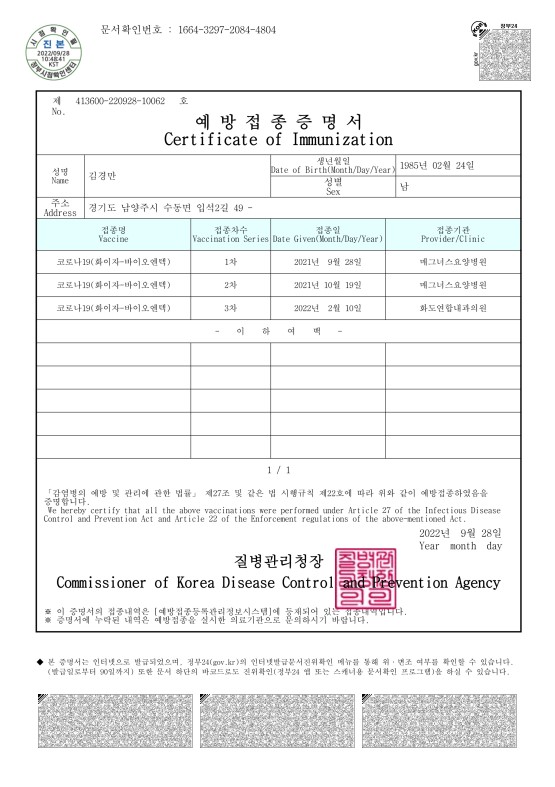 문서확인번호 : 1664-3297-2084-4804
시점확인필
진본
2022/09/28
10:48:41
KST
정부시점확인센터
정부24
gov.kr
제 413600-220928-10062 호
No.
예 방 접 종 증 명 서
Certificate of Immunization
성명
Name
김경만
생년월일
Date of Birth(Month/Day/Year)
1985년 02월 24일
성별
Sex
남
주소
Address
경기도 남양주시 수동면 입석2길 49 -
접종명 접종차수 접종일 접종기관
Vaccine Vaccination Series Date Given(Month/Day/Year) Provider/Clinic
코로나19(화이자-바이오엔텍) 1차 2021년 9월 28일 메그너스요양병원
코로나19(화이자-바이오엔텍) 2차 2021년 10월 19일 메그너스요양병원
코로나19(화이자-바이오엔텍) 3차 2022년 2월 10일 화도연합내과의원
- 이 하 여 백 -
1 / 1
「감염병의 예방 및 관리에 관한 법률」 제27조 및 같은 법 시행규칙 제22호에 따라 위와 같이 예방접종하였음을
증명합니다.
We hereby certify that all the above vaccinations were performed under Article 27 of the Infectious Disease
Control and Prevention Act and Article 22 of the Enforcement regulations of the above-mentioned Act.
2022년 9월 28일
Year month day
질병관리청장
Commissioner of Korea Disease Control and Prevention Agency
※ 이 증명서의 접종내역은 [예방접종등록관리정보시스템]에 등재되어 있는 접종내역입니다.
※ 증명서에 누락된 내역은 예방접종을 실시한 의료기관으로 문의하시기 바랍니다.
◆ 본 증명서는 인터넷으로 발급되었으며, 정부24(gov.kr)의 인터넷발급문서진위확인 메뉴를 통해 위·변조 여부를 확인할 수 있습니다.
(발급일로부터 90일까지) 또한 문서 하단의 바코드로도 진위확인(정부24 앱 또는 스캐너용 문서확인 프로그램)을 하실 수 있습니다.